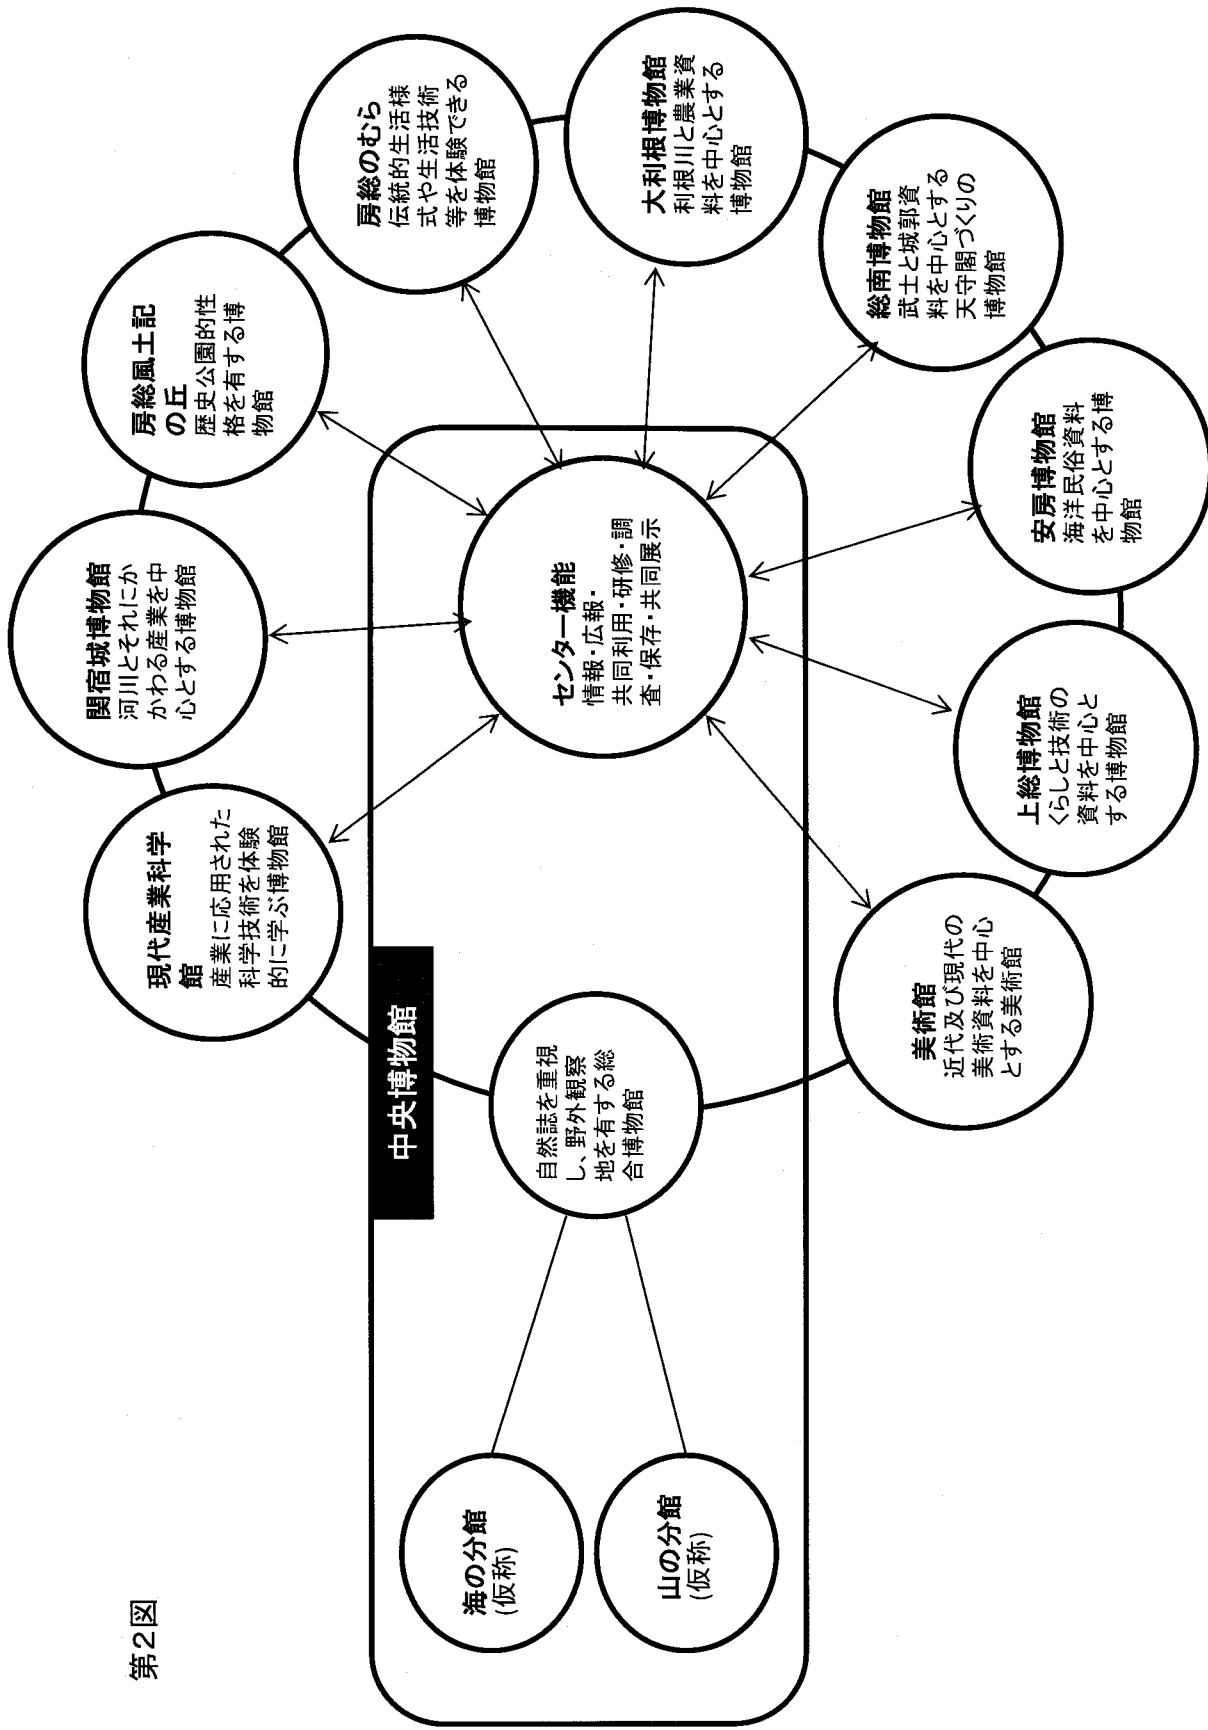 第2図
海の分館
(仮称)
山の分館
(仮称)
中央博物館
自然誌を重視
し、野外観察
地を有する総
合博物館
センター機能
情報・広報・
共同利用・研修・調
査・保存・共同展示
現代産業科学
館
産業に応用された
科学技術を体験
的に学ぶ博物館
関宿城博物館
河川とそれにか
かわる産業を中
心とする博物館
房総風土記
の丘
歴史公園的性
格を有する博
物館
房総のむら
伝統的生活様
式や生活技術
等を体験できる
博物館
大利根博物館
利根川と農業資
料を中心とする
博物館
総南博物館
武士と城郭資
料を中心とする
天守閣づくりの
博物館
安房博物館
海洋民俗資料
を中心とする博
物館
上総博物館
くらしと技術の
資料を中心と
する博物館
美術館
近代及び現代の
美術資料を中心
とする美術館